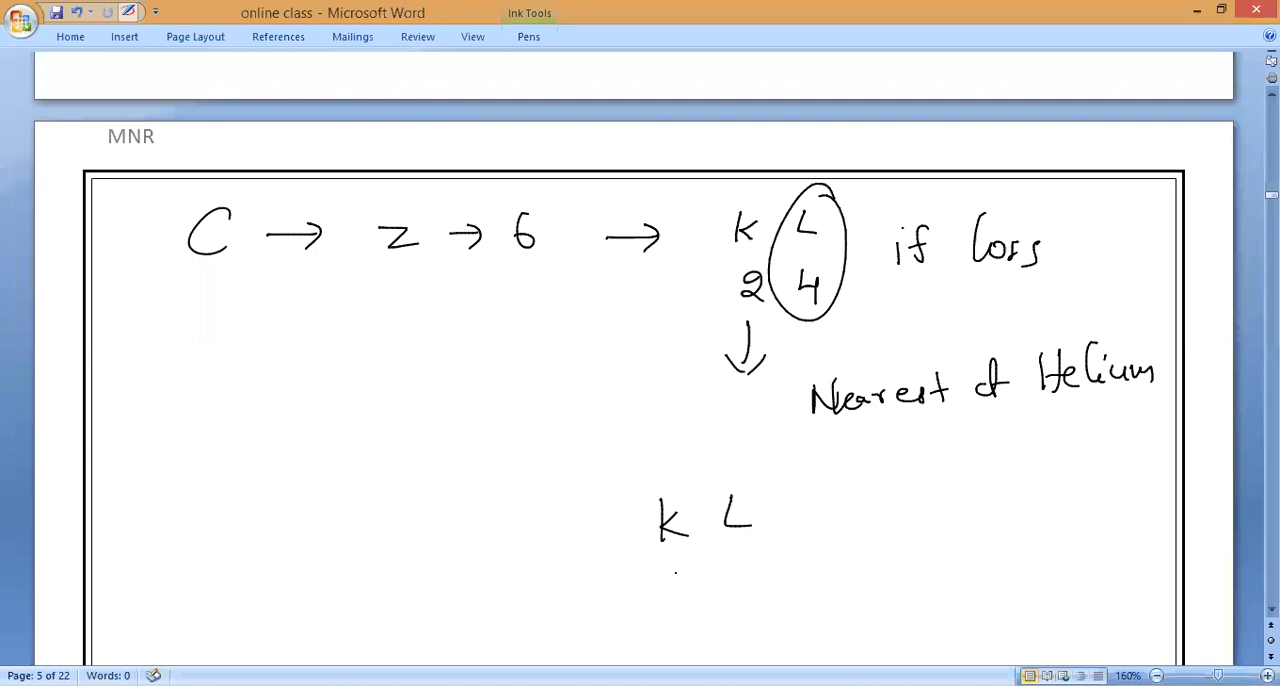 online class - Microsoft Word
Ink Tools
Home Insert Page Layout References Mailings Review View Pens
MNR
C → Z → 6 → K L if loss
2 4
Nearest of Helium
K L
Page: 5 of 22 Words: 0 160%